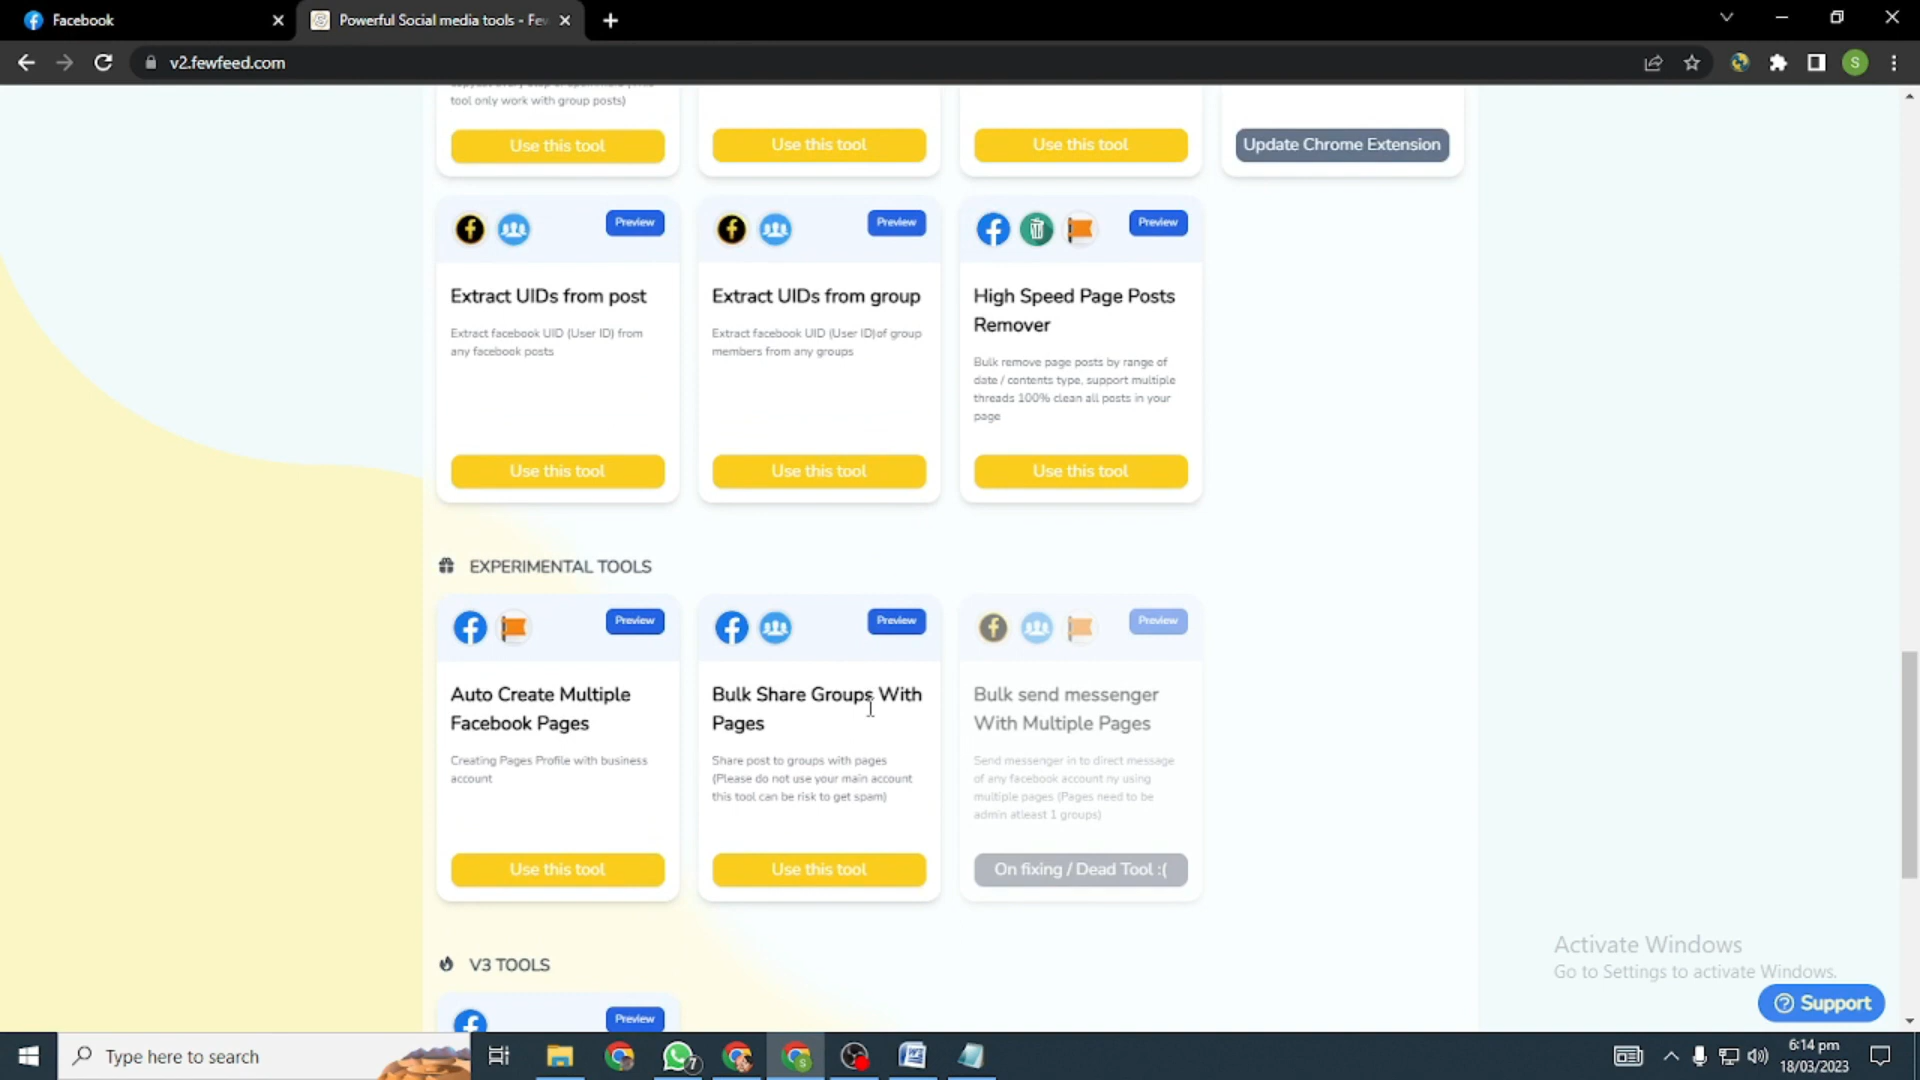 Facebook
Powerful Social media tools - Few
v2.fewfeed.com
tool only work with group posts)
Use this tool
Use this tool
Use this tool
Update Chrome Extension
Preview
Preview
Preview
Extract UIDs from post
Extract facebook UID (User ID) from
any facebook posts
Use this tool
Extract UIDs from group
Extract facebook UID (User ID)of group
members from any groups
Use this tool
High Speed Page Posts
Remover
Bulk remove page posts by range of
date / contents type, support multiple
threads 100% clean all posts in your
page
Use this tool
EXPERIMENTAL TOOLS
Preview
Preview
Preview
Auto Create Multiple
Facebook Pages
Creating Pages Profile with business
account
Use this tool
Bulk Share Groups With
Pages
Share post to groups with pages
(Please do not use your main account
this tool can be risk to get spam)
Use this tool
Bulk send messenger
With Multiple Pages
Send messenger in to direct message
of any facebook account ny using
multiple pages (Pages need to be
admin atleast 1 groups)
On fixing / Dead Tool :(
V3 TOOLS
Preview
Activate Windows
Go to Settings to activate Windows.
Support
Type here to search
7
6:14 pm
18/03/2023
S